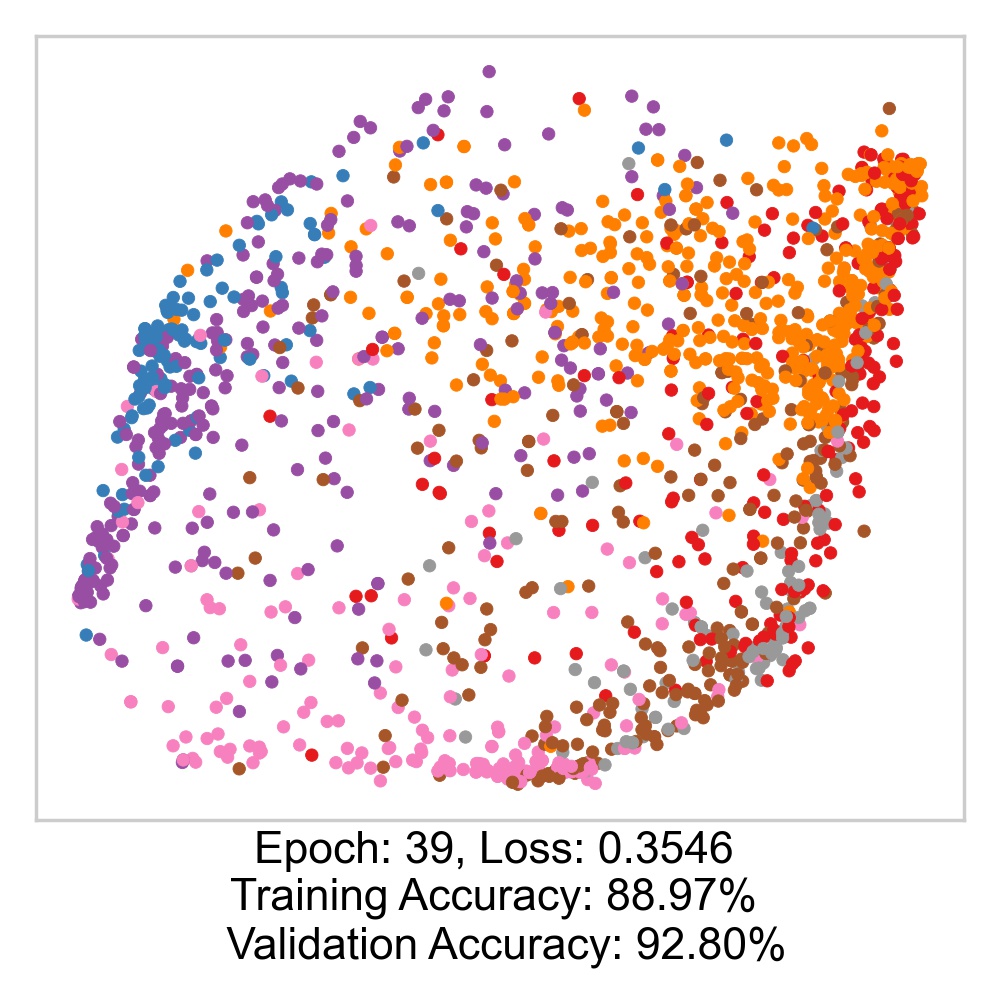 Epoch: 39, Loss: 0.3546
Training Accuracy: 88.97%
Validation Accuracy: 92.80%